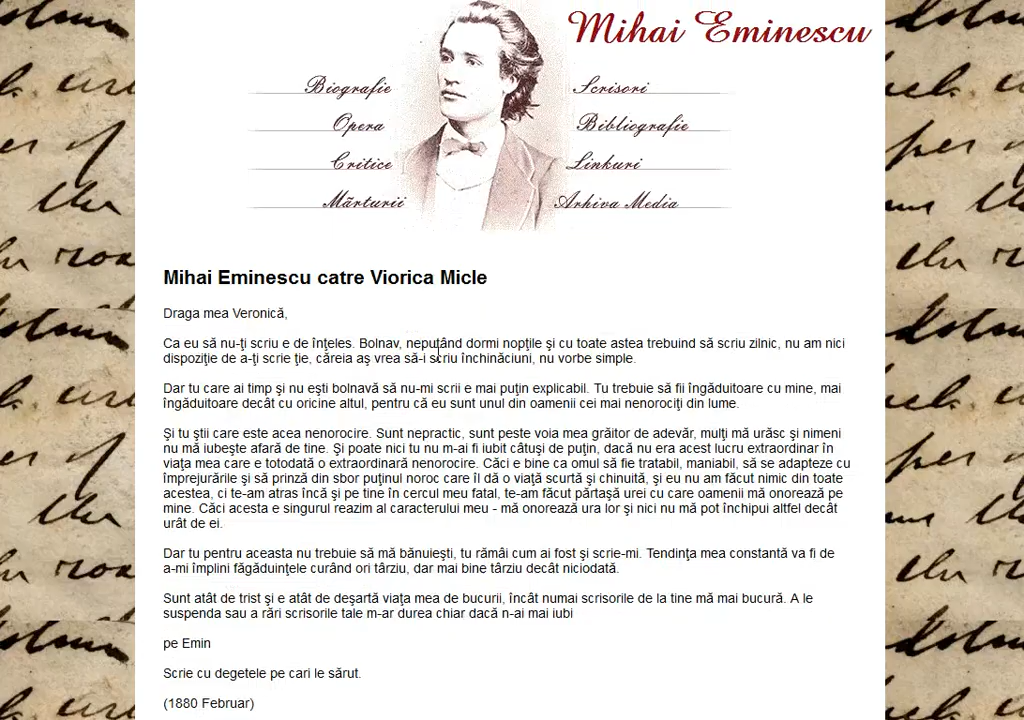 Mihai Eminescu
Biografie
Scrisori
Opera
Bibliografie
Critice
Linkuri
Mărturii
Arhiva Media
Mihai Eminescu catre Viorica Micle
Draga mea Veronică,
Ca eu să nu-ţi scriu e de înţeles. Bolnav, neputând dormi nopţile şi cu toate astea trebuind să scriu zilnic, nu am nici
dispoziţie de a-ţi scrie ţie, căreia aş vrea să-i scriu închinăciuni, nu vorbe simple.
Dar tu care ai timp şi nu eşti bolnavă să nu-mi scrii e mai puţin explicabil. Tu trebuie să fii îngăduitoare cu mine, mai
îngăduitoare decât cu oricine altul, pentru că eu sunt unul din oamenii cei mai nenorociţi din lume.
Şi tu ştii care este acea nenorocire. Sunt nepractic, sunt peste voia mea grăitor de adevăr, mulţi mă urăsc şi nimeni
nu mă iubeşte afară de tine. Şi poate nici tu nu m-ai fi iubit câtuşi de puţin, dacă nu era acest lucru extraordinar în
viaţa mea care e totodată o extraordinară nenorocire. Căci e bine ca omul să fie tratabil, maniabil, să se adapteze cu
împrejurările şi să prinză din sbor puţinul noroc care îl dă o viaţă scurtă şi chinuită, şi eu nu am făcut nimic din toate
acestea, ci te-am atras încă şi pe tine în cercul meu fatal, te-am făcut părtaşă urei cu care oamenii mă onorează pe
mine. Căci acesta e singurul reazim al caracterului meu - mă onorează ura lor şi nici nu mă pot închipui altfel decât
urât de ei.
Dar tu pentru aceasta nu trebuie să mă bănuieşti, tu rămâi cum ai fost şi scrie-mi. Tendinţa mea constantă va fi de
a-mi împlini făgăduinţele curând ori târziu, dar mai bine târziu decât niciodată.
Sunt atât de trist şi e atât de deşartă viaţa mea de bucurii, încât numai scrisorile de la tine mă mai bucură. A le
suspenda sau a rări scrisorile tale m-ar durea chiar dacă n-ai mai iubi
pe Emin
Scrie cu degetele pe cari le sărut.
(1880 Februar)